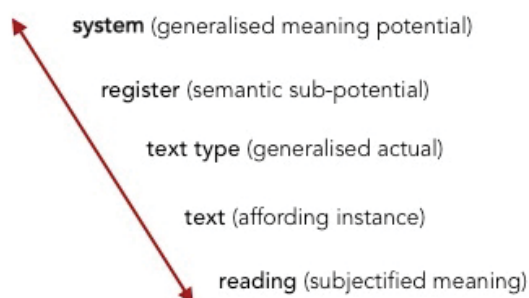 system (generalised meaning potential)
register (semantic sub-potential)
text type (generalised actual)
text (affording instance)
reading (subjectified meaning)